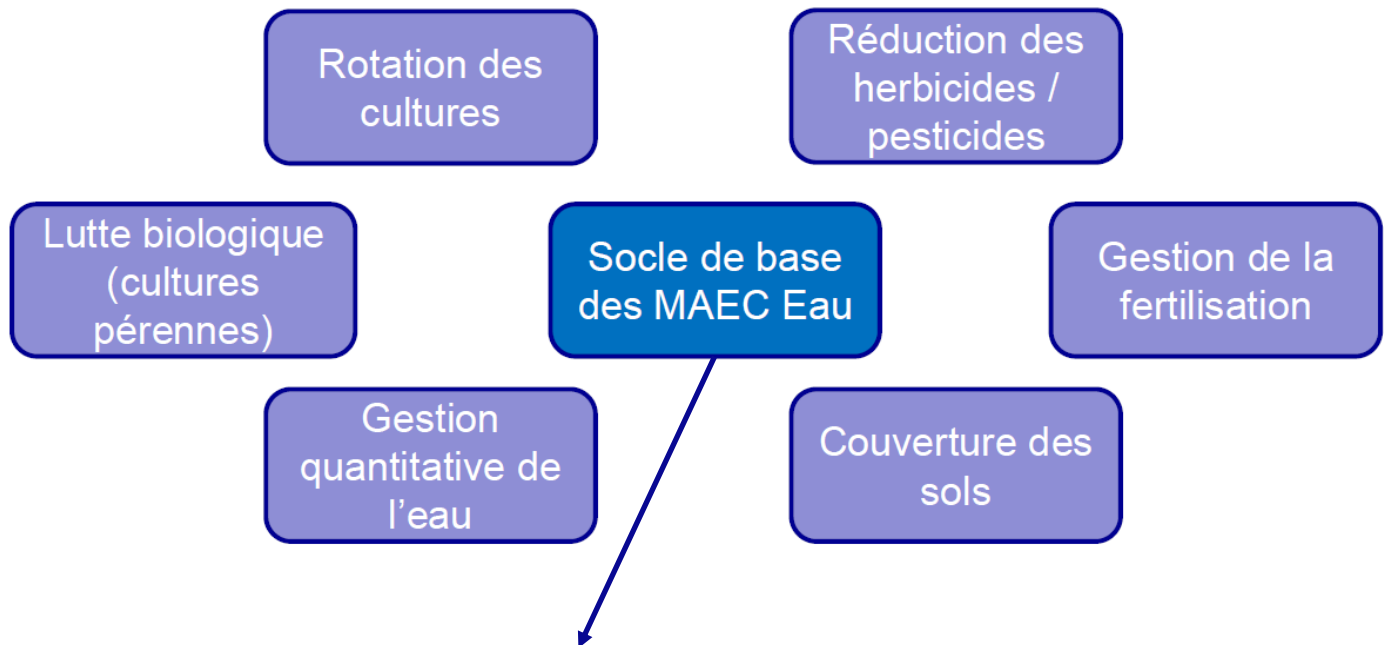 Rotation des
cultures
Réduction des
herbicides /
pesticides
Lutte biologique
(cultures
pérennes)
Socle de base
des MAEC Eau
Gestion de la
fertilisation
Gestion
quantitative de
l'eau
Couverture des
sols